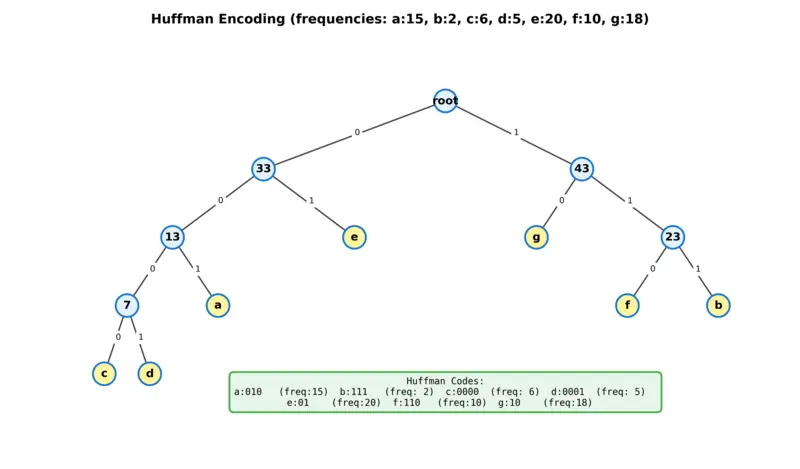 Huffman Encoding (frequencies: a:15, b:2, c:6, d:5, e:20, f:10, g:18)
root
0 1
33 43
0 1 0 1
13 e g 23
0 1 0 1
7 a f b
0 1
c d
Huffman Codes:
a:010 (freq:15) b:111 (freq: 2) c:0000 (freq: 6) d:0001 (freq: 5)
e:01 (freq:20) f:110 (freq:10) g:10 (freq:18)